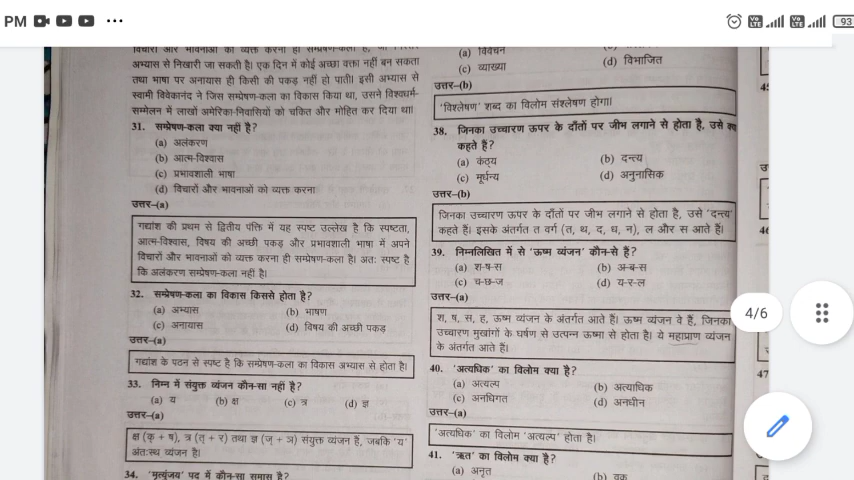 PM
93
विचारों और भावनाओं को व्यक्त करना ही सम्प्रेषण-कला है, जो
अभ्यास से निखारी जा सकती है। एक दिन में कोई अच्छा वक्ता नहीं बन सकता
तथा भाषा पर अनायास ही किसी की पकड़ नहीं हो पाती। इसी अभ्यास से
स्वामी विवेकानंद ने जिस सम्प्रेषण-कला का विकास किया था, उसने विश्वधर्म-
सम्मेलन में लाखों अमेरिका-निवासियों को चकित और मोहित कर दिया था।
31. सम्प्रेषण-कला क्या नहीं है?
(a) अलंकरण
(b) आत्म-विश्वास
(c) प्रभावशाली भाषा
(d) विचारों और भावनाओं को व्यक्त करना
उत्तर–(a)
गद्यांश की प्रथम से द्वितीय पंक्ति में यह स्पष्ट उल्लेख है कि स्पष्टता,
आत्म-विश्वास, विषय की अच्छी पकड़ और प्रभावशाली भाषा में अपने
विचारों और भावनाओं को व्यक्त करना ही सम्प्रेषण-कला है। अतः स्पष्ट है
कि अलंकरण सम्प्रेषण-कला नहीं है।
32. सम्प्रेषण-कला का विकास किससे होता है?
(a) अभ्यास (b) भाषण
(c) अनायास (d) विषय की अच्छी पकड़
उत्तर–(a)
गद्यांश के पठन से स्पष्ट है कि सम्प्रेषण-कला का विकास अभ्यास से होता है।
33. निम्न में संयुक्त व्यंजन कौन-सा नहीं है?
(a) य (b) क्ष (c) त्र (d) ज्ञ
उत्तर–(a)
क्ष (क् + ष), त्र (त् + र) तथा ज्ञ (ज् + ञ) संयुक्त व्यंजन हैं, जबकि 'य'
अंतःस्थ व्यंजन है।
34. 'मृत्युंजय' पद में कौन-सा समास है?
(a) विवेचन
(c) व्याख्या (d) विभाजित
उत्तर–(b)
'विश्लेषण' शब्द का विलोम संश्लेषण होगा।
38. जिनका उच्चारण ऊपर के दाँतों पर जीभ लगाने से होता है, उसे
कहते हैं?
(a) कंठ्य (b) दन्त्य
(c) मूर्धन्य (d) अनुनासिक
उत्तर–(b)
जिनका उच्चारण ऊपर के दाँतों पर जीभ लगाने से होता है, उसे 'दन्त्य'
कहते हैं। इसके अंतर्गत त वर्ग (त, थ, द, ध, न), ल और स आते हैं।
39. निम्नलिखित में से 'ऊष्म व्यंजन' कौन-से हैं?
(a) श-ष-स (b) अ-ब-स
(c) च-छ-ज (d) य-र-ल
उत्तर–(a)
श, ष, स, ह, ऊष्म व्यंजन के अंतर्गत आते हैं। ऊष्म व्यंजन वे हैं, जिनका
उच्चारण मुखांगों के घर्षण से उत्पन्न ऊष्मा से होता है। ये महाप्राण व्यंजन
के अंतर्गत आते हैं।
40. 'अत्यधिक' का विलोम क्या है?
(a) अत्यल्प (b) अत्याधिक
(c) अनधिगत (d) अनधीन
उत्तर–(a)
'अत्यधिक' का विलोम 'अत्यल्प' होता है।
41. 'ऋत' का विलोम क्या है?
(a) अनृत (b) वक्र
4/6
46
47